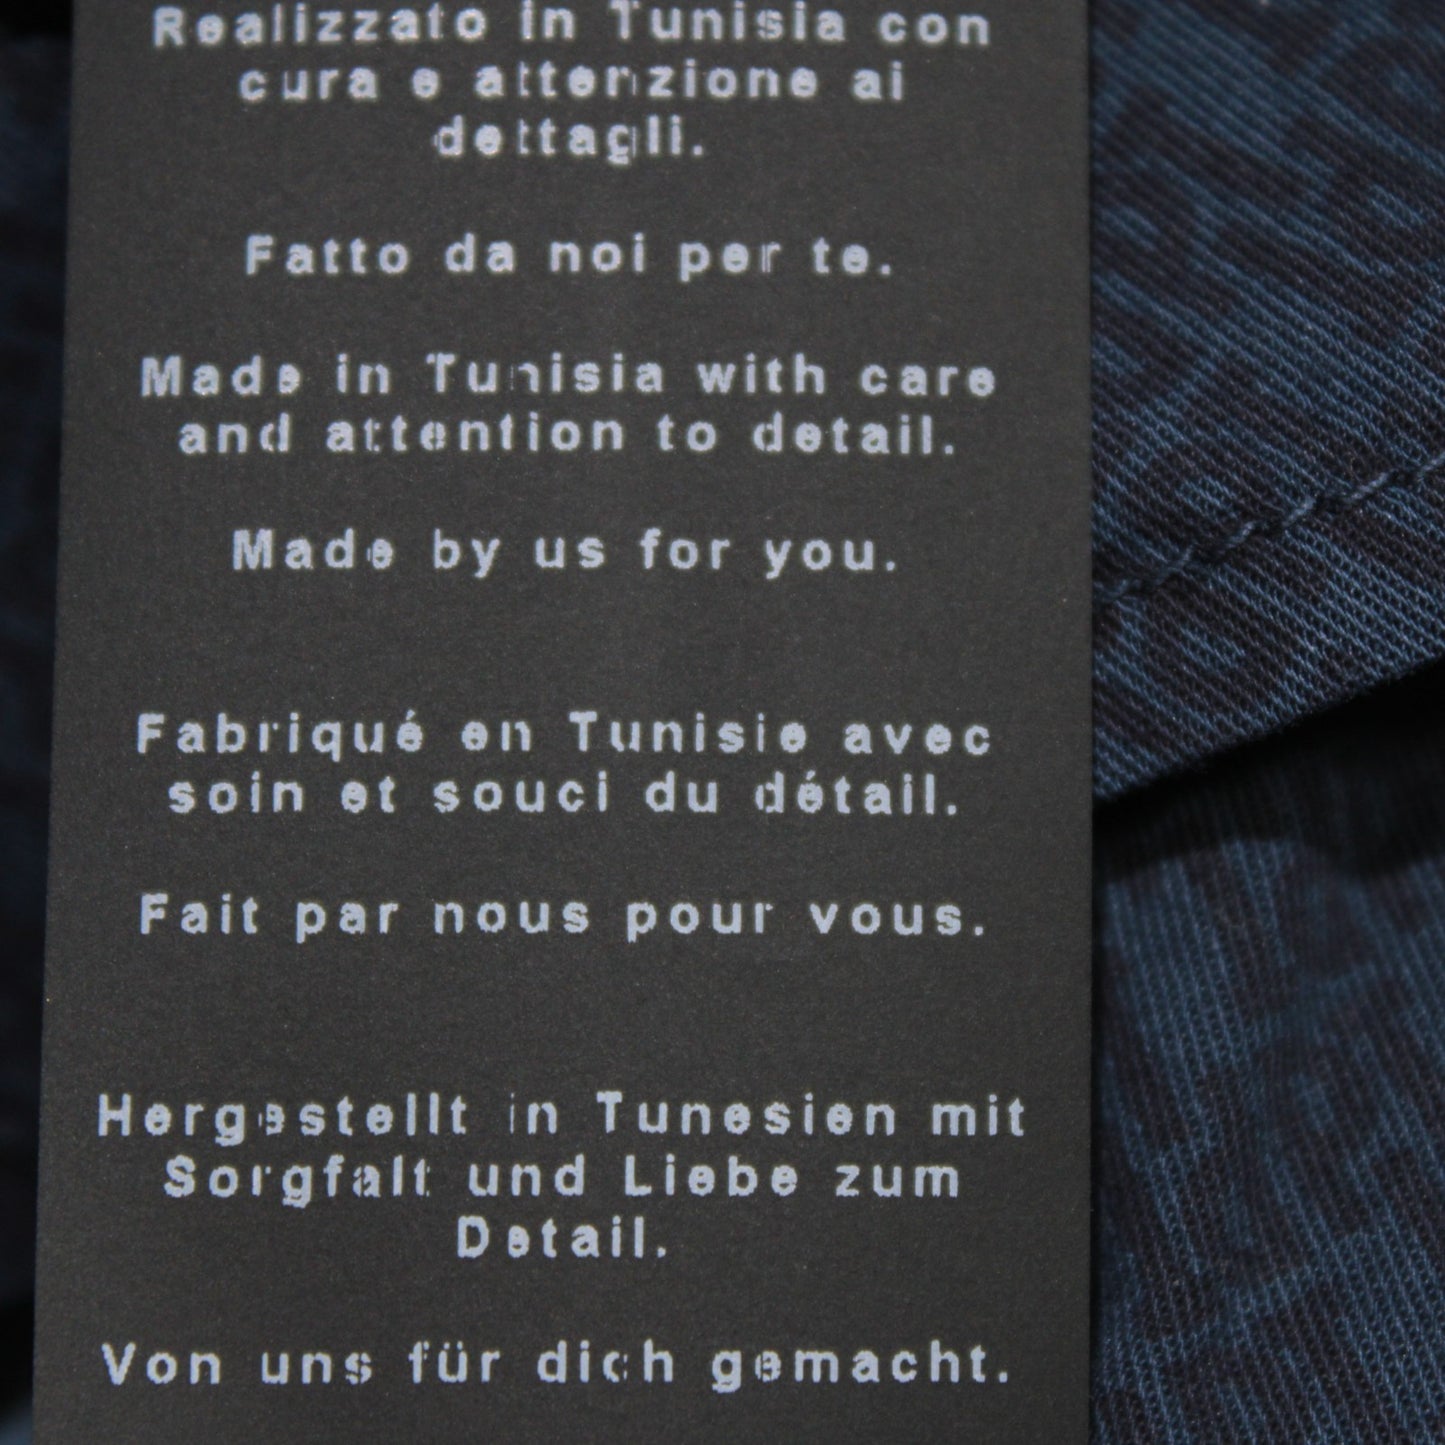 Realizzato in Tunisia con
cura e attenzione ai
dettagli.
Fatto da noi per te.
Made in Tunisia with care
and attention to detail.
Made by us for you.
Fabriqué en Tunisie avec
soin et souci du détail.
Fait par nous pour vous.
Hergestellt in Tunesien mit
Sorgfalt und Liebe zum
Detail.
Von uns für dich gemacht.